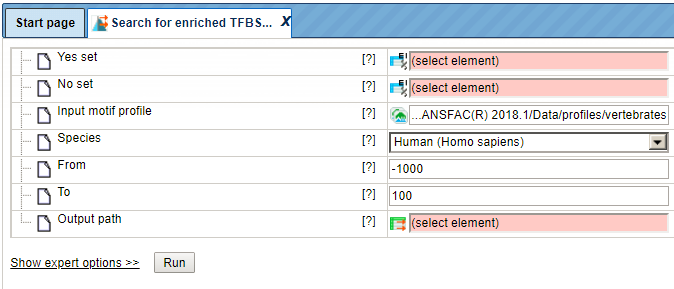 Start page Search for enriched TFBS... X
Yes set [?] (select element)
No set [?] (select element)
Input motif profile [?] ...ANSFAC(R) 2018.1/Data/profiles/vertebrates
Species [?] Human (Homo sapiens)
From [?] -1000
To [?] 100
Output path [?] (select element)
Show expert options >> Run